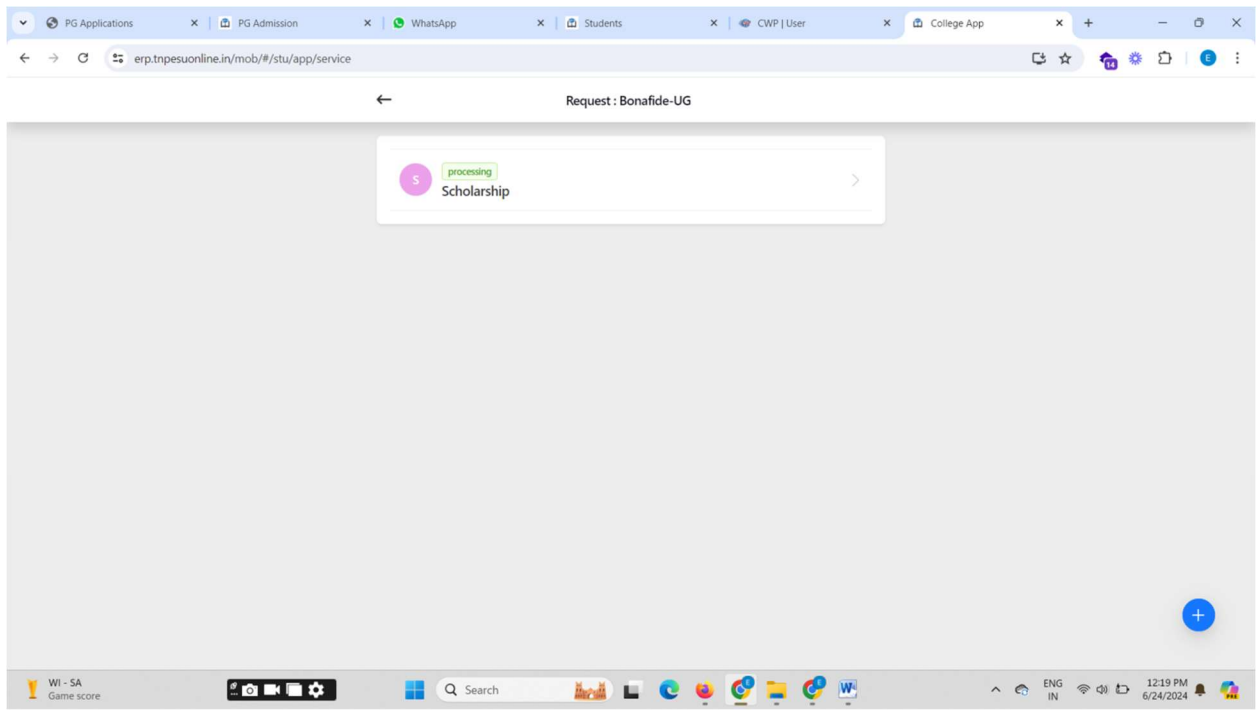 PG Applications
PG Admission
WhatsApp
Students
CWP | User
College App
erp.tnpesuonline.in/mob/#/stu/app/service
14
E
Request : Bonafide-UG
S
processing
Scholarship
WI - SA
Game score
Search
ENG
IN
12:19 PM
6/24/2024